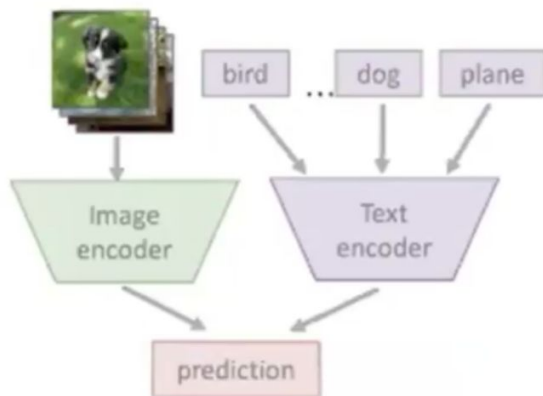 bird
...
dog
plane
Image
encoder
Text
encoder
prediction